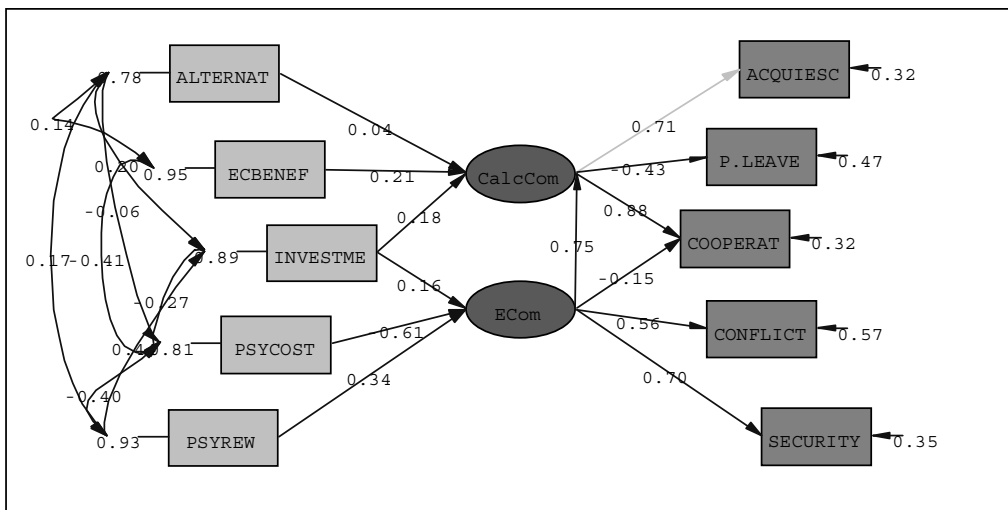 0.78 ALTERNAT
0.14
0.95 ECBENEF
0.20
-0.06
.89 INVESTME
0.17
-0.41
-0.27
0.4
0.81 PSYCOST
-0.40
0.93 PSYREW
0.04
0.21
0.18
0.16
-0.61
0.34
CalcCom
0.75
ECom
0.71
-0.43
0.88
-0.15
0.56
0.70
ACQUIESC 0.32
P.LEAVE 0.47
COOPERAT 0.32
CONFLICT 0.57
SECURITY 0.35